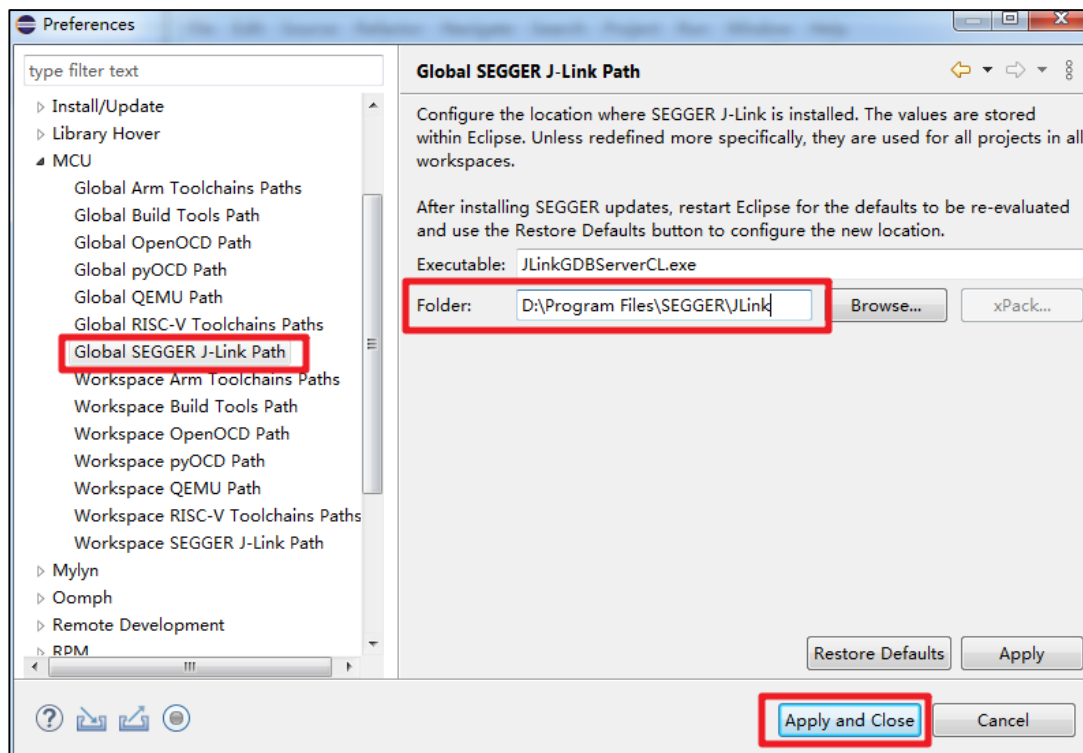 Preferences
type filter text
Install/Update
Library Hover
MCU
Global Arm Toolchains Paths
Global Build Tools Path
Global OpenOCD Path
Global pyOCD Path
Global QEMU Path
Global RISC-V Toolchains Paths
Global SEGGER J-Link Path
Workspace Arm Toolchains Paths
Workspace Build Tools Path
Workspace OpenOCD Path
Workspace pyOCD Path
Workspace QEMU Path
Workspace RISC-V Toolchains Paths
Workspace SEGGER J-Link Path
Mylyn
Oomph
Remote Development
RPM
Global SEGGER J-Link Path
Configure the location where SEGGER J-Link is installed. The values are stored
within Eclipse. Unless redefined more specifically, they are used for all projects in all
workspaces.
After installing SEGGER updates, restart Eclipse for the defaults to be re-evaluated
and use the Restore Defaults button to configure the new location.
Executable: JLinkGDBServerCL.exe
Folder: D:\Program Files\SEGGER\JLink Browse... xPack...
Restore Defaults Apply
Apply and Close Cancel